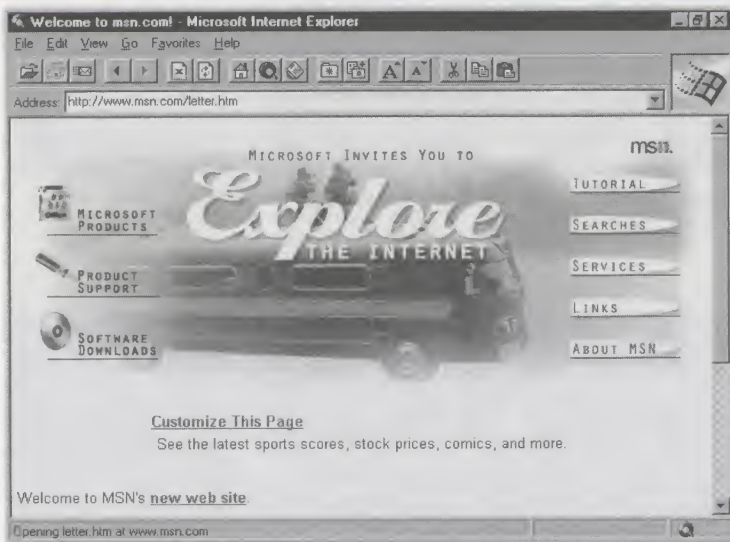 Welcome to msn.com! - Microsoft Internet Explorer
File Edit View Go Favorites Help
Address: http://www.msn.com/letter.htm
MICROSOFT INVITES YOU TO
Explore
THE INTERNET
msn.
MICROSOFT
PRODUCTS
PRODUCT
SUPPORT
SOFTWARE
DOWNLOADS
TUTORIAL
SEARCHES
SERVICES
LINKS
ABOUT MSN
Customize This Page
See the latest sports scores, stock prices, comics, and more.
Welcome to MSN's new web site.
Opening letter.htm at www.msn.com